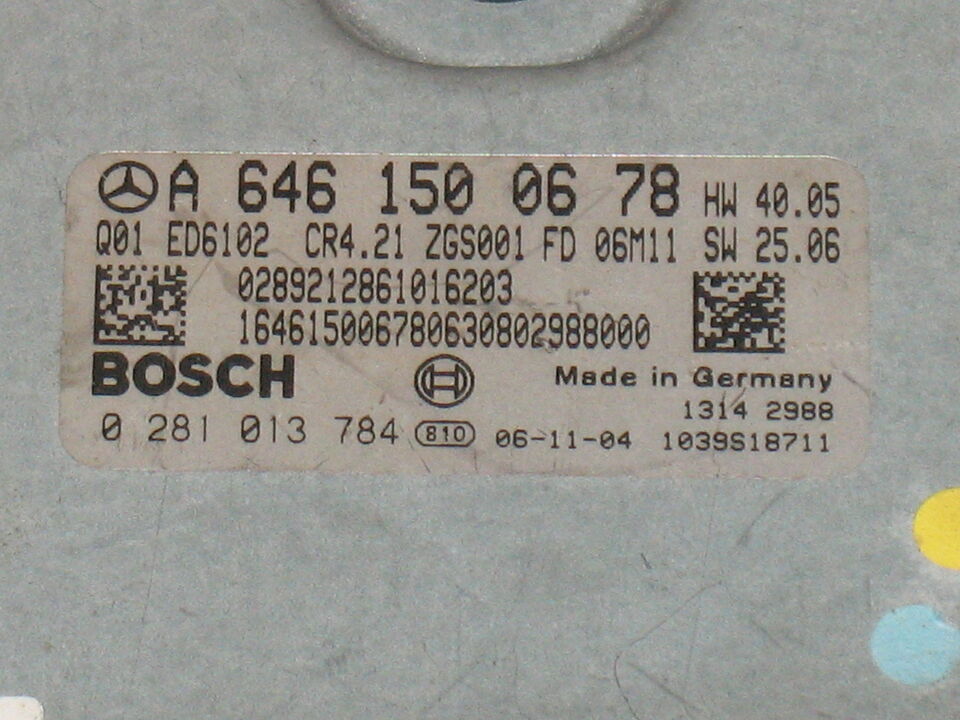 A 646 150 06 78 HW 40.05
Q01 ED6102 CR4.21 ZGS001 FD 06M11 SW 25.06
0289212861016203
164615006780630802988000
BOSCH Made in Germany
1314 2988
0 281 013 784 810 06-11-04 1039S18711